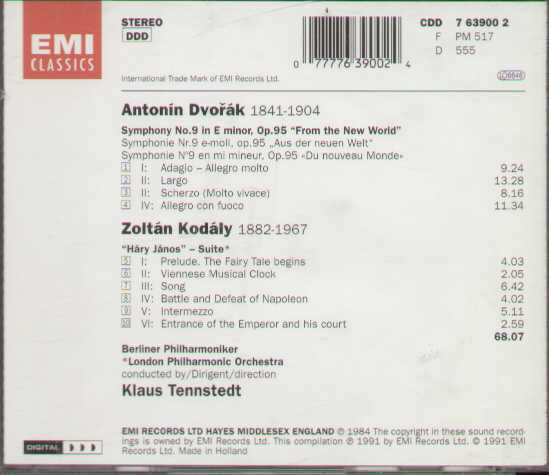 EMI
CLASSICS
STEREO
DDD
4
0 77776 39002 4
CDD 7 63900 2
F PM 517
D 555
International Trade Mark of EMI Records Ltd.
Antonín Dvořák 1841-1904
Symphony No.9 in E minor, Op.95 “From the New World”
Symphonie Nr.9 e-moll, op.95 „Aus der neuen Welt“
Symphonie N°9 en mi mineur, Op.95 «Du nouveau Monde»
1 I: Adagio – Allegro molto 9.24
2 II: Largo 13.28
3 II: Scherzo (Molto vivace) 8.16
4 IV: Allegro con fuoco 11.34
Zoltán Kodály 1882-1967
“Háry János” – Suite*
5 I: Prelude. The Fairy Tale begins 4.03
6 II: Viennese Musical Clock 2.05
7 III: Song 6.42
8 IV: Battle and Defeat of Napoleon 4.02
9 V: Intermezzo 5.11
10 VI: Entrance of the Emperor and his court 2.59
68.07
Berliner Philharmoniker
*London Philharmonic Orchestra
conducted by/Dirigent/direction
Klaus Tennstedt
DIGITAL
EMI RECORDS LTD HAYES MIDDLESEX ENGLAND ℗ 1984 The copyright in these sound record-
ings is owned by EMI Records Ltd. This compilation ℗ 1991 by EMI Records Ltd. © 1991 EMI
Records Ltd. Made in Holland